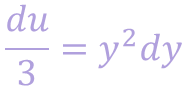 du/3 = y²dy